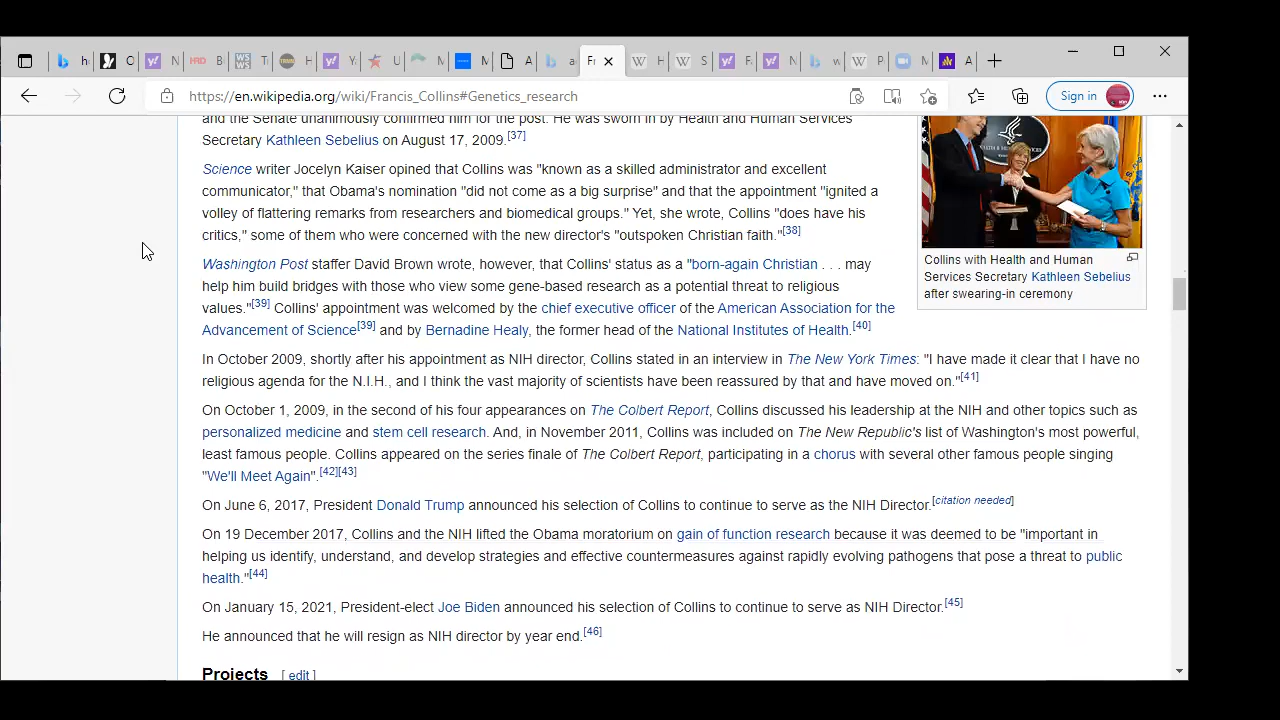 h
C
N
HRD B
WS WS T
TRAIN H
Y
U
M
M
A
a
Fr
H
S
F
N
w
P
M
A
https://en.wikipedia.org/wiki/Francis_Collins#Genetics_research
Sign in
and the Senate unanimously confirmed him for the post. He was sworn in by Health and Human Services
Secretary Kathleen Sebelius on August 17, 2009.[37]
Science writer Jocelyn Kaiser opined that Collins was "known as a skilled administrator and excellent
communicator," that Obama's nomination "did not come as a big surprise" and that the appointment "ignited a
volley of flattering remarks from researchers and biomedical groups." Yet, she wrote, Collins "does have his
critics," some of them who were concerned with the new director's "outspoken Christian faith."[38]
Washington Post staffer David Brown wrote, however, that Collins' status as a "born-again Christian . . . may
help him build bridges with those who view some gene-based research as a potential threat to religious
values."[39] Collins' appointment was welcomed by the chief executive officer of the American Association for the
Advancement of Science[39] and by Bernadine Healy, the former head of the National Institutes of Health.[40]
Collins with Health and Human
Services Secretary Kathleen Sebelius
after swearing-in ceremony
In October 2009, shortly after his appointment as NIH director, Collins stated in an interview in The New York Times: "I have made it clear that I have no
religious agenda for the N.I.H., and I think the vast majority of scientists have been reassured by that and have moved on."[41]
On October 1, 2009, in the second of his four appearances on The Colbert Report, Collins discussed his leadership at the NIH and other topics such as
personalized medicine and stem cell research. And, in November 2011, Collins was included on The New Republic's list of Washington's most powerful,
least famous people. Collins appeared on the series finale of The Colbert Report, participating in a chorus with several other famous people singing
"We'll Meet Again".[42][43]
On June 6, 2017, President Donald Trump announced his selection of Collins to continue to serve as the NIH Director.[citation needed]
On 19 December 2017, Collins and the NIH lifted the Obama moratorium on gain of function research because it was deemed to be "important in
helping us identify, understand, and develop strategies and effective countermeasures against rapidly evolving pathogens that pose a threat to public
health."[44]
On January 15, 2021, President-elect Joe Biden announced his selection of Collins to continue to serve as NIH Director.[45]
He announced that he will resign as NIH director by year end.[46]
Projects [ edit ]